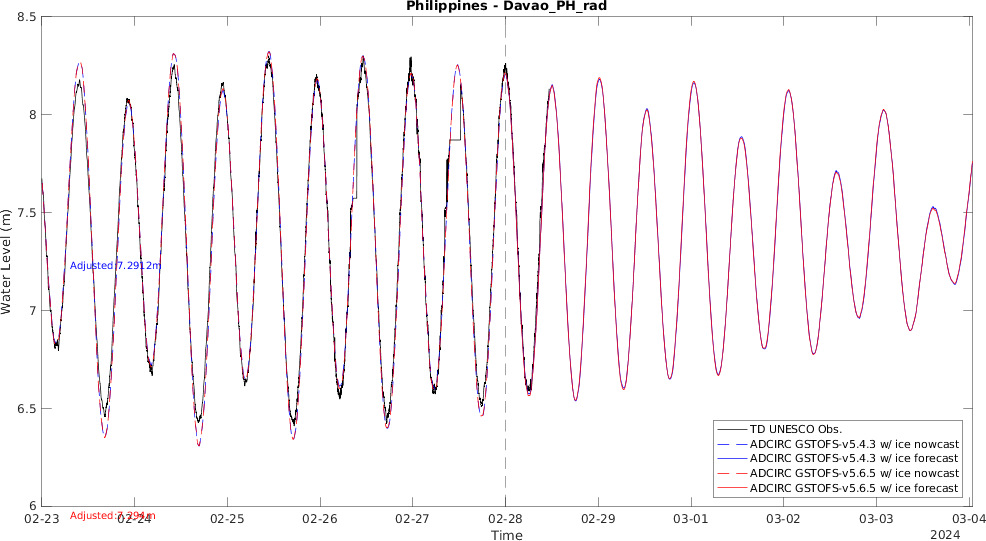 Philippines - Davao_PH_rad
8.5
8
7.5
7
6.5
6
Water Level (m)
Adjusted:7.2912m
Adjusted:7.294m
02-23
02-24
02-25
02-26
02-27
02-28
02-29
03-01
03-02
03-03
03-04
2024
Time
TD UNESCO Obs.
ADCIRC GSTOFS-v5.4.3 w/ ice nowcast
ADCIRC GSTOFS-v5.4.3 w/ ice forecast
ADCIRC GSTOFS-v5.6.5 w/ ice nowcast
ADCIRC GSTOFS-v5.6.5 w/ ice forecast